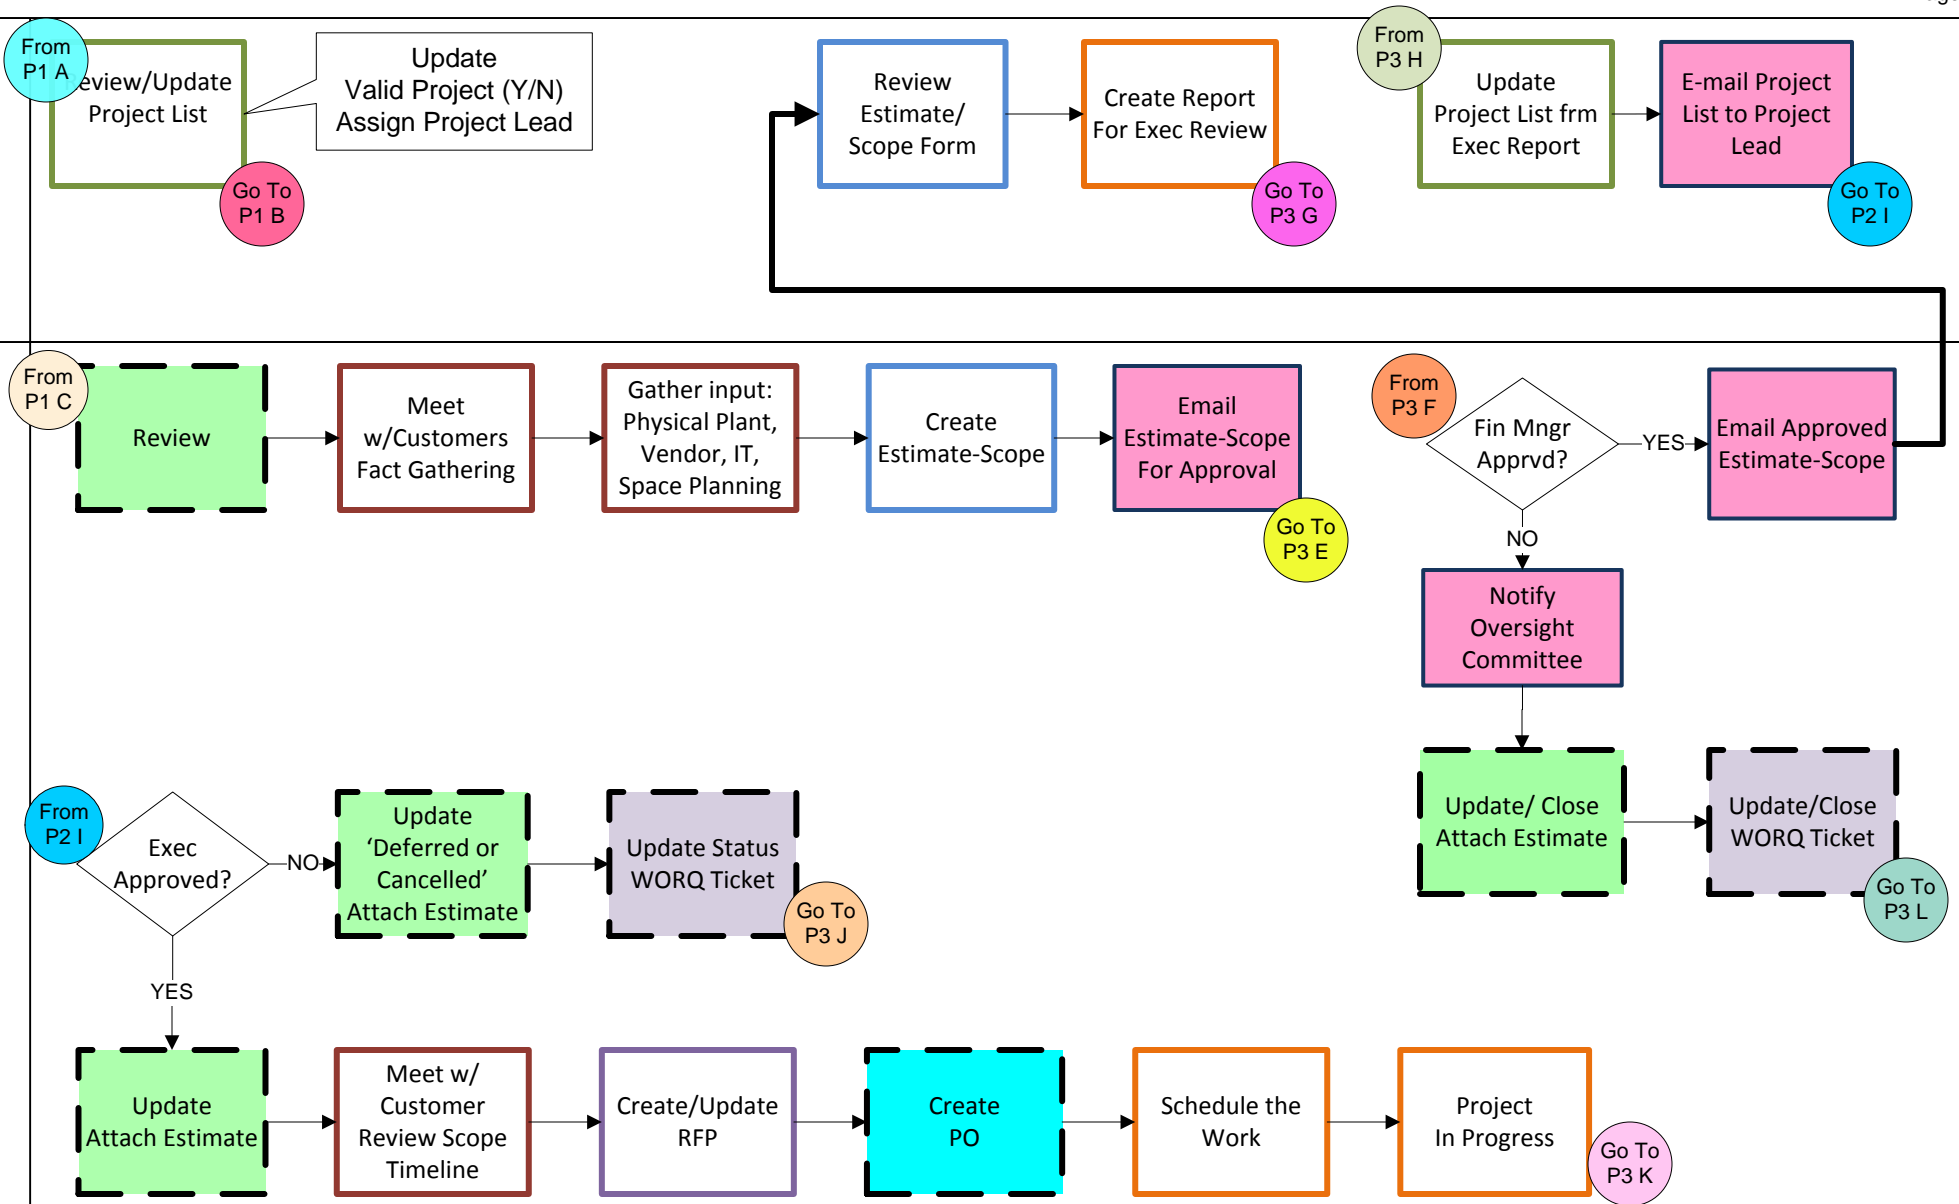 From
P1 A
Review/Update
Project List
Go To
P1 B
Update
Valid Project (Y/N)
Assign Project Lead
Review
Estimate/
Scope Form
Create Report
For Exec Review
Go To
P3 G
From
P3 H
Update
Project List frm
Exec Report
E-mail Project
List to Project
Lead
Go To
P2 I
From
P1 C
Review
Meet
w/Customers
Fact Gathering
Gather input:
Physical Plant,
Vendor, IT,
Space Planning
Create
Estimate-Scope
Email
Estimate-Scope
For Approval
Go To
P3 E
From
P3 F
Fin Mngr
Apprvd?
YES
Email Approved
Estimate-Scope
NO
Notify
Oversight
Committee
Update/ Close
Attach Estimate
Update/Close
WORQ Ticket
Go To
P3 L
From
P2 I
Exec
Approved?
NO
Update
‘Deferred or
Cancelled’
Attach Estimate
Update Status
WORQ Ticket
Go To
P3 J
YES
Update
Attach Estimate
Meet w/
Customer
Review Scope
Timeline
Create/Update
RFP
Create
PO
Schedule the
Work
Project
In Progress
Go To
P3 K